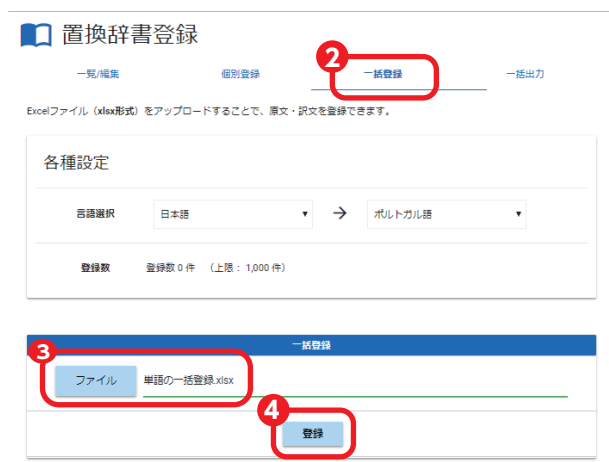 置換辞書登録
2
一覧/編集 個別登録 一括登録 一括出力
Excelファイル（xlsx形式）をアップロードすることで、原文・訳文を登録できます。
各種設定
言語選択 日本語 ▼ → ポルトガル語 ▼
登録数 登録数 0 件 （上限： 1,000 件）
一括登録
3
ファイル 単語の一括登録.xlsx
4
登録